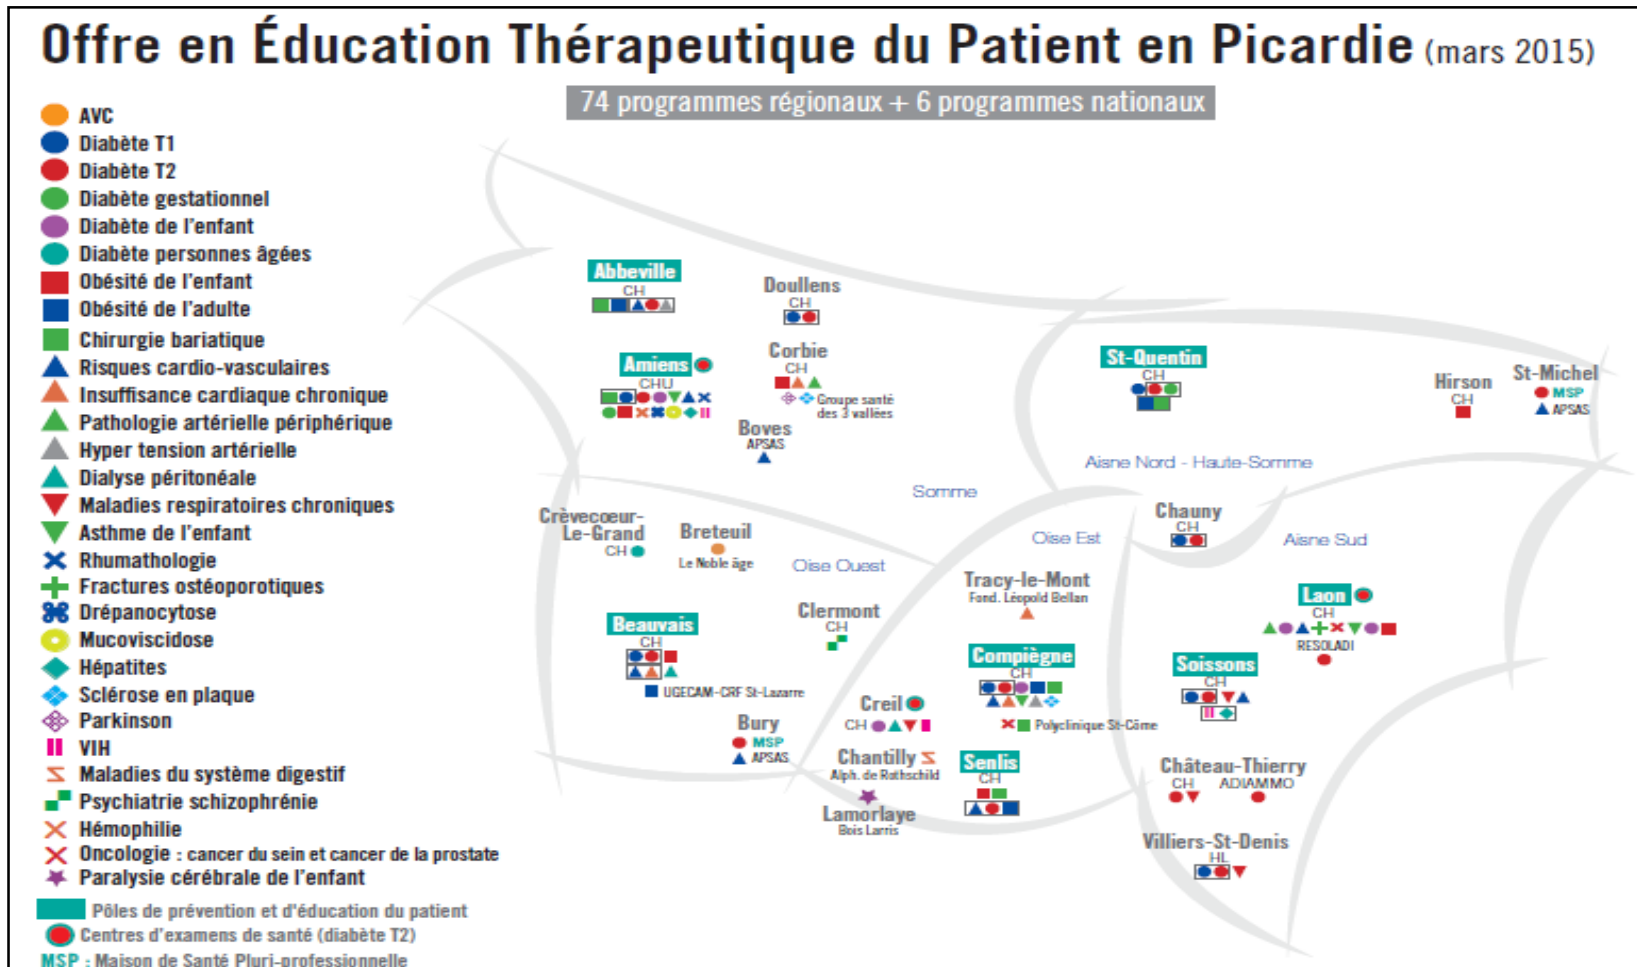 Offre en Éducation Thérapeutique du Patient en Picardie (mars 2015)
74 programmes régionaux + 6 programmes nationaux
AVC
Diabète T1
Diabète T2
Diabète gestationnel
Diabète de l'enfant
Diabète personnes âgées
Obésité de l'enfant
Obésité de l'adulte
Chirurgie bariatique
Risques cardio-vasculaires
Insuffisance cardiaque chronique
Pathologie artérielle périphérique
Hyper tension artérielle
Dialyse péritonéale
Maladies respiratoires chroniques
Asthme de l'enfant
Rhumathologie
Fractures ostéoporotiques
Drépanocytose
Mucoviscidose
Hépatites
Sclérose en plaque
Parkinson
VIH
Maladies du système digestif
Psychiatrie schizophrénie
Hémophilie
Oncologie : cancer du sein et cancer de la prostate
Paralysie cérébrale de l'enfant
Pôles de prévention et d'éducation du patient
Centres d'examens de santé (diabète T2)
MSP : Maison de Santé Pluri-professionnelle
Abbeville
CH
Doullens
CH
Amiens
CHU
Corbie
CH
Groupe santé
des 3 vallées
Boves
APSAS
St-Quentin
CH
Hirson
CH
St-Michel
MSP
APSAS
Aisne Nord - Haute-Somme
Somme
Crèvecœur-
Le-Grand
CH
Breteuil
Le Noble âge
Oise Ouest
Oise Est
Chauny
CH
Aisne Sud
Tracy-le-Mont
Fond. Léopold Bellan
Clermont
CH
Beauvais
CH
UGECAM-CRF St-Lazarre
Laon
CH
RESOLADI
Compiègne
CH
Polyclinique St-Côme
Soissons
CH
Creil
CH
Bury
MSP
APSAS
Chantilly
Alph. de Rothschild
Lamorlaye
Bois Larris
Senlis
CH
Château-Thierry
CH ADIAMMO
Villiers-St-Denis
HL